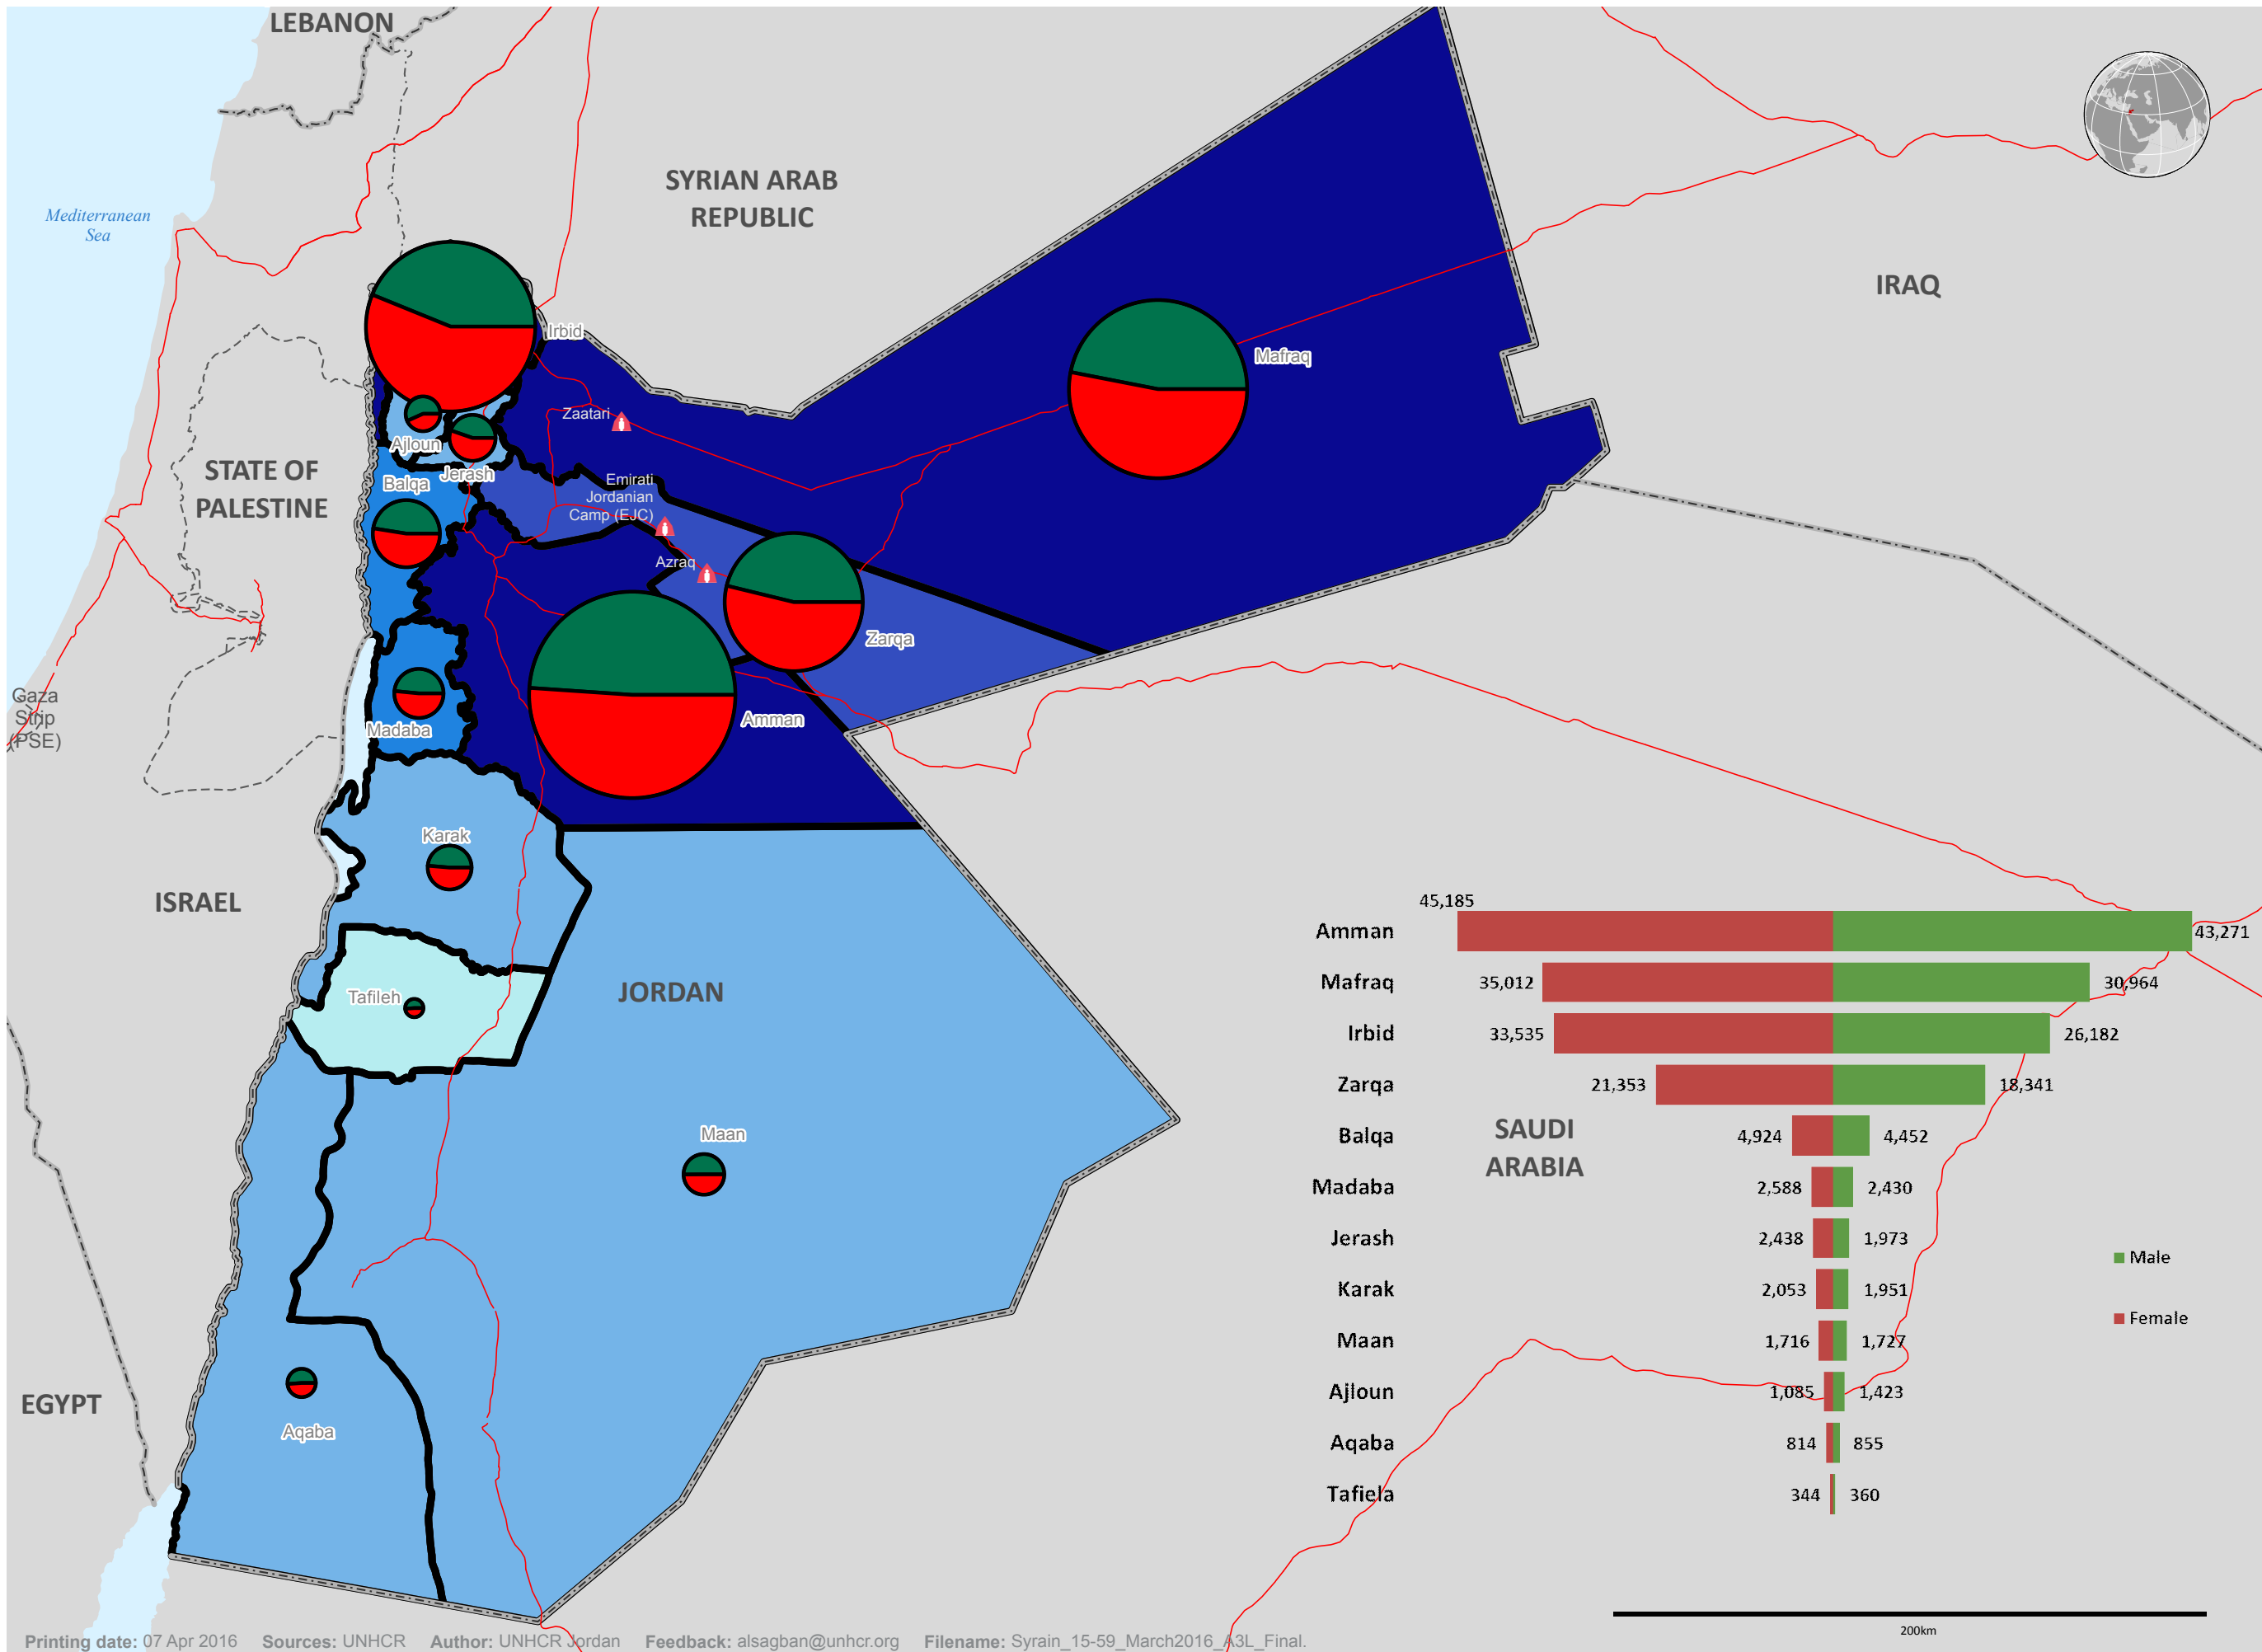 LEBANON
SYRIAN ARAB
REPUBLIC
Mediterranean
Sea
IRAQ
Irbid
Mafraq
Zaatari
Ajloun
STATE OF
PALESTINE
Jerash
Balqa
Emirati
Jordanian
Camp (EJC)
Azraq
Zarqa
Gaza
Strip
(PSE)
Amman
Madaba
Karak
ISRAEL
Tafileh
JORDAN
Maan
SAUDI
ARABIA
EGYPT
Aqaba
Amman 45,185 43,271
Mafraq 35,012 30,964
Irbid 33,535 26,182
Zarqa 21,353 18,341
Balqa 4,924 4,452
Madaba 2,588 2,430
Jerash 2,438 1,973
Karak 2,053 1,951
Maan 1,716 1,727
Ajloun 1,085 1,423
Aqaba 814 855
Tafiela 344 360
Male
Female
200km
Printing date: 07 Apr 2016 Sources: UNHCR Author: UNHCR Jordan Feedback: alsagban@unhcr.org Filename: Syrain_15-59_March2016_A3L_Final.